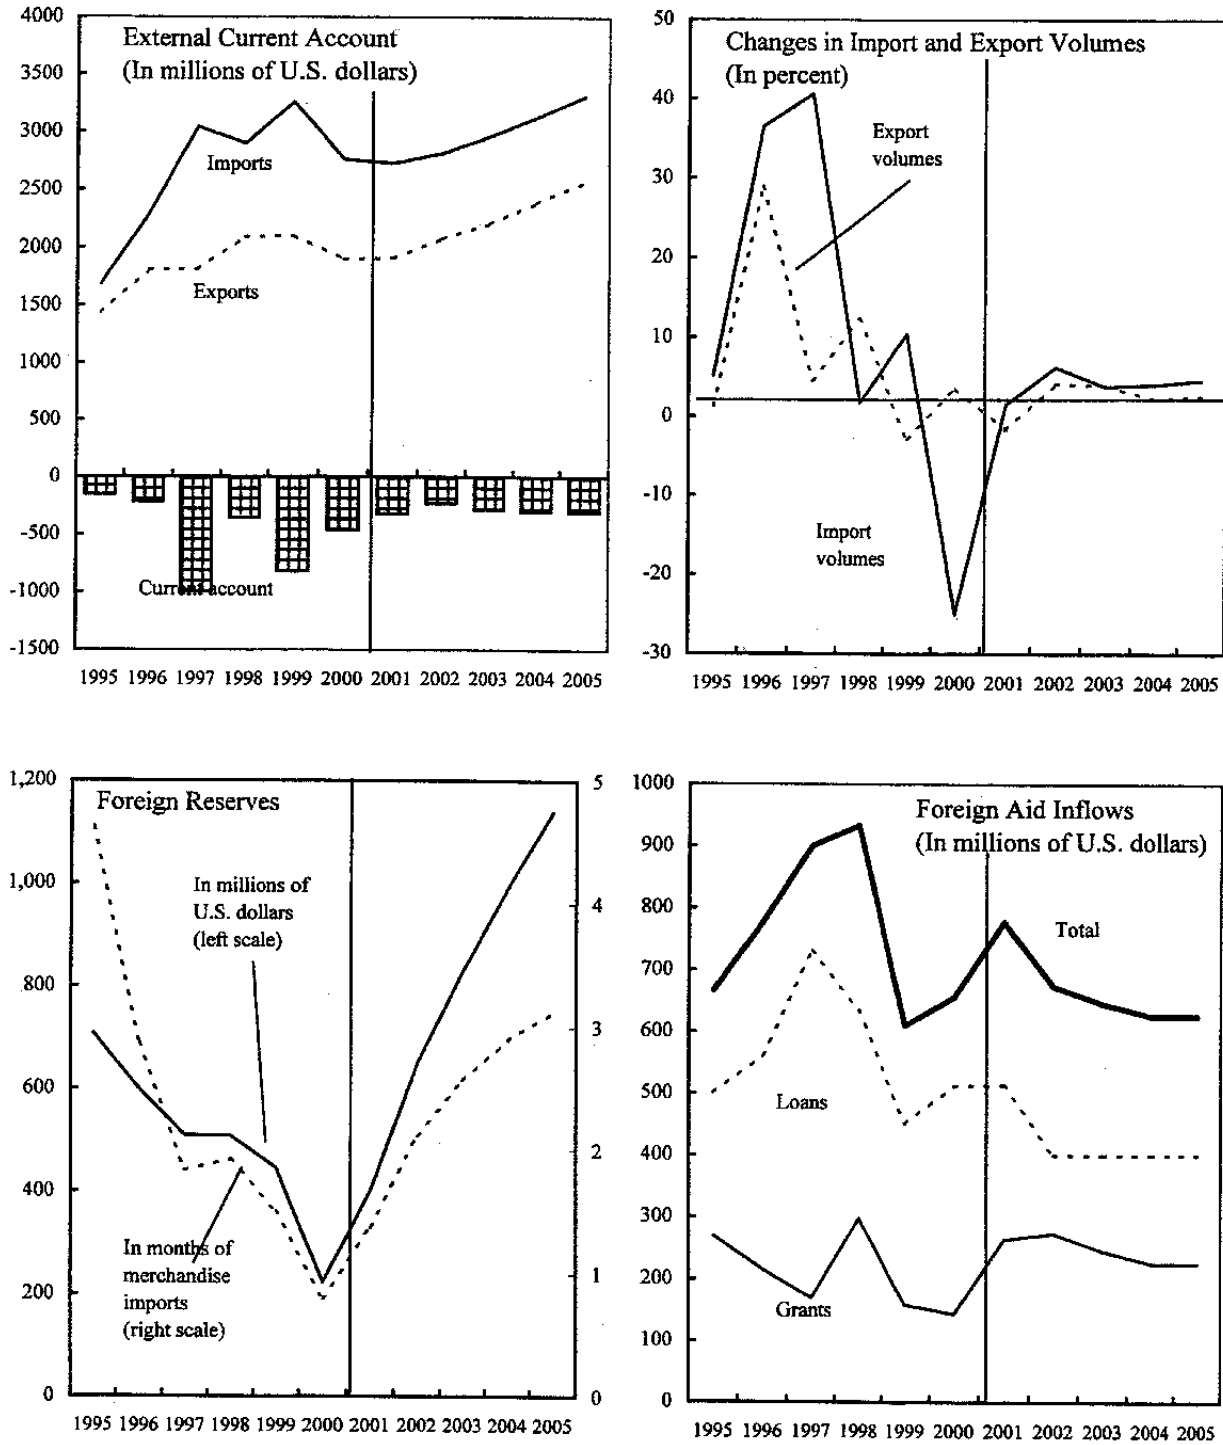 External Current Account
(In millions of U.S. dollars)
4000
3500
3000
2500
2000
1500
1000
500
0
-500
-1000
-1500
Imports
Exports
Current account
1995 1996 1997 1998 1999 2000 2001 2002 2003 2004 2005
Changes in Import and Export Volumes
(In percent)
50
40
30
20
10
0
-10
-20
-30
Export
volumes
Import
volumes
1995 1996 1997 1998 1999 2000 2001 2002 2003 2004 2005
Foreign Reserves
1,200
1,000
800
600
400
200
0
5
4
3
2
1
0
In millions of
U.S. dollars
(left scale)
In months of
merchandise
imports
(right scale)
1995 1996 1997 1998 1999 2000 2001 2002 2003 2004 2005
Foreign Aid Inflows
(In millions of U.S. dollars)
1000
900
800
700
600
500
400
300
200
100
0
Total
Loans
Grants
1995 1996 1997 1998 1999 2000 2001 2002 2003 2004 2005